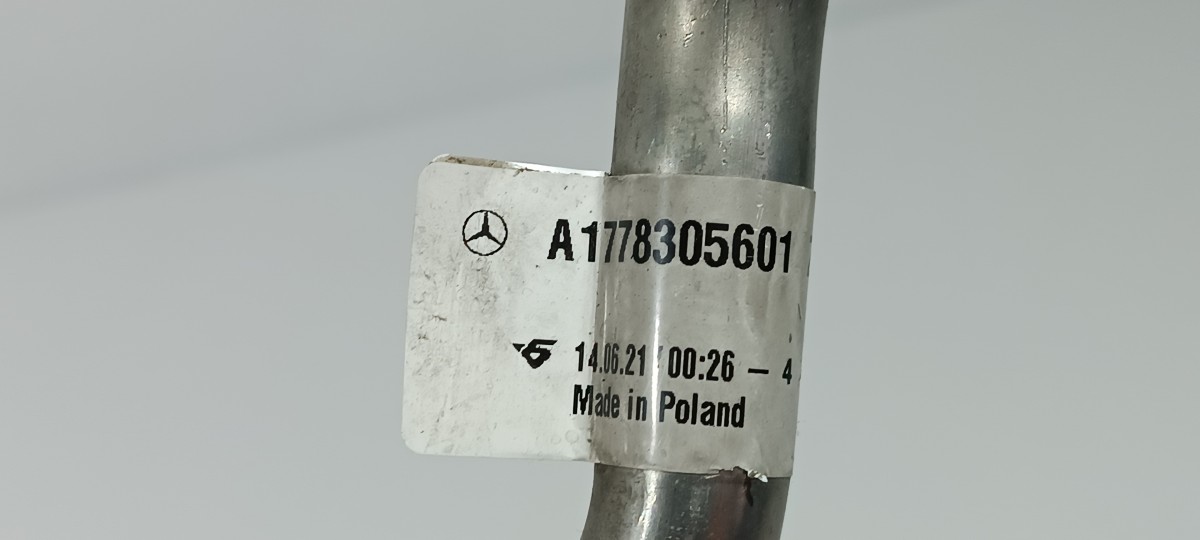 A1778305601
14.06.21 / 00:26 – 4
Made in Poland